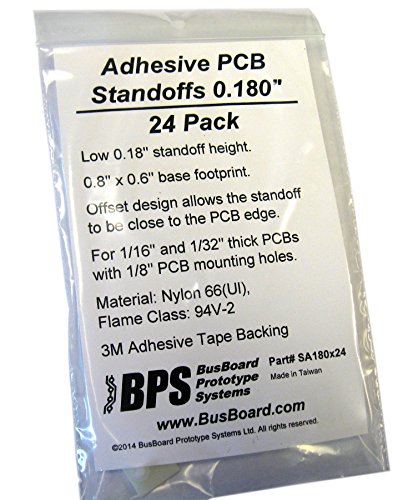 Adhesive PCB
Standoffs 0.180"
24 Pack
Low 0.18" standoff height.
0.8" x 0.6" base footprint.
Offset design allows the standoff
to be close to the PCB edge.
For 1/16" and 1/32" thick PCBs
with 1/8" PCB mounting holes.
Material: Nylon 66(UI),
Flame Class: 94V-2
3M Adhesive Tape Backing
BPS BusBoard Prototype Systems
Part# SA180x24
Made in Taiwan
www.BusBoard.com
©2014 BusBoard Prototype Systems Ltd. All rights reserved.